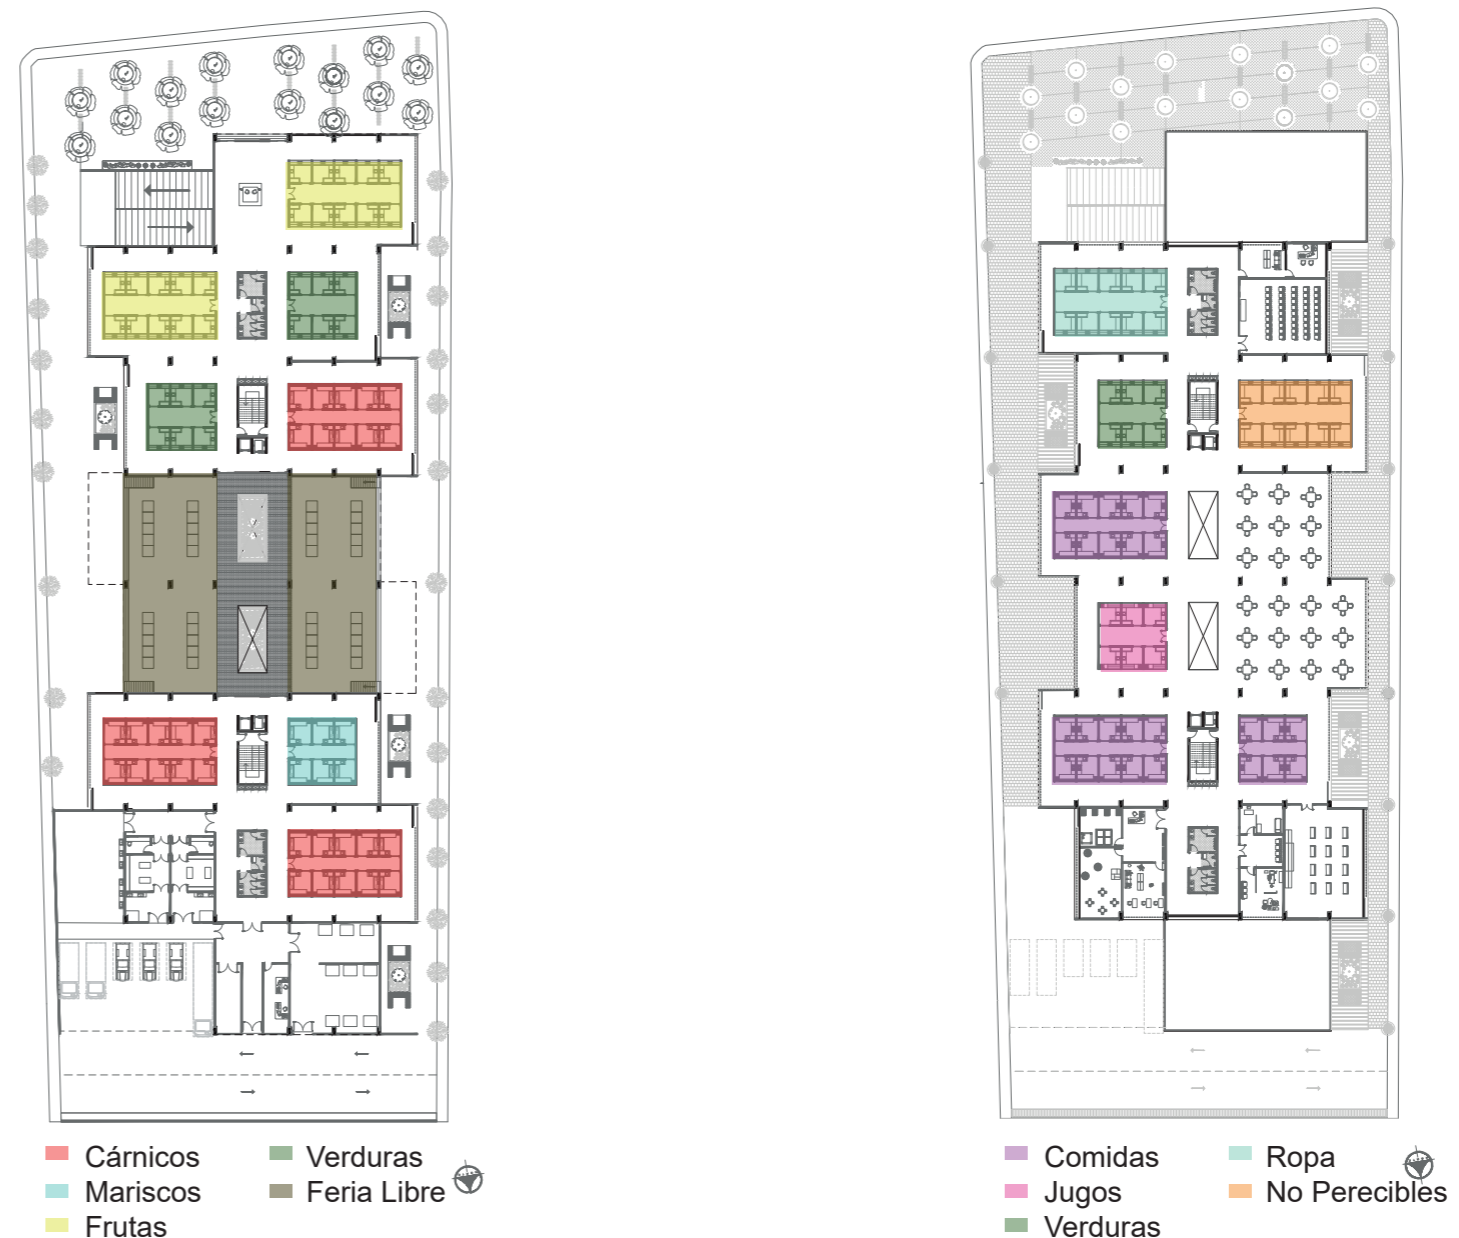 Cárnicos
Mariscos
Frutas
Verduras
Feria Libre
Comidas
Jugos
Verduras
Ropa
No Perecibles